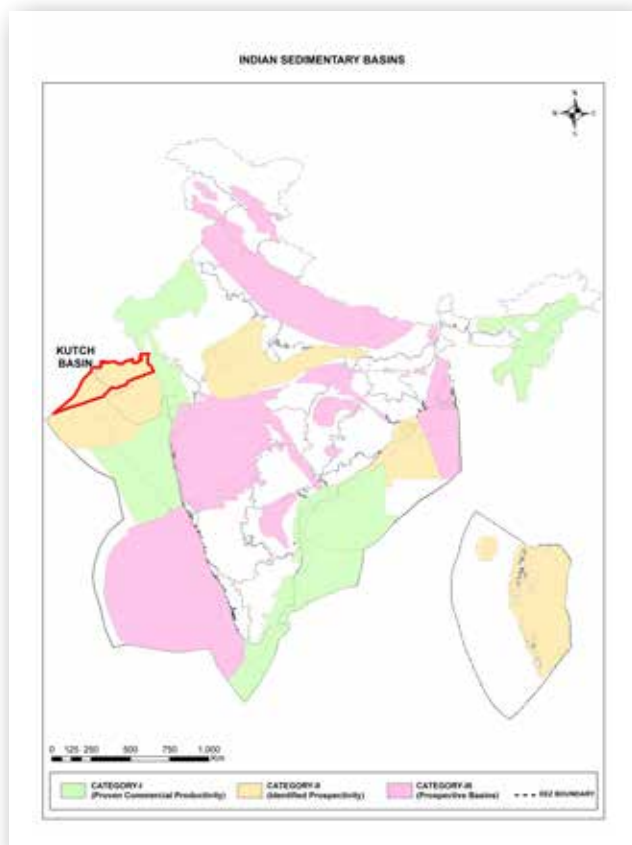 INDIAN SEDIMENTARY BASINS
N
S
KUTCH
BASIN
0 125 250 500 750 1,000
Km
CATEGORY-I
(Proven Commercial Productivity)
CATEGORY-II
(Identified Prospectivity)
CATEGORY-III
(Prospective Basins)
EEZ BOUNDARY